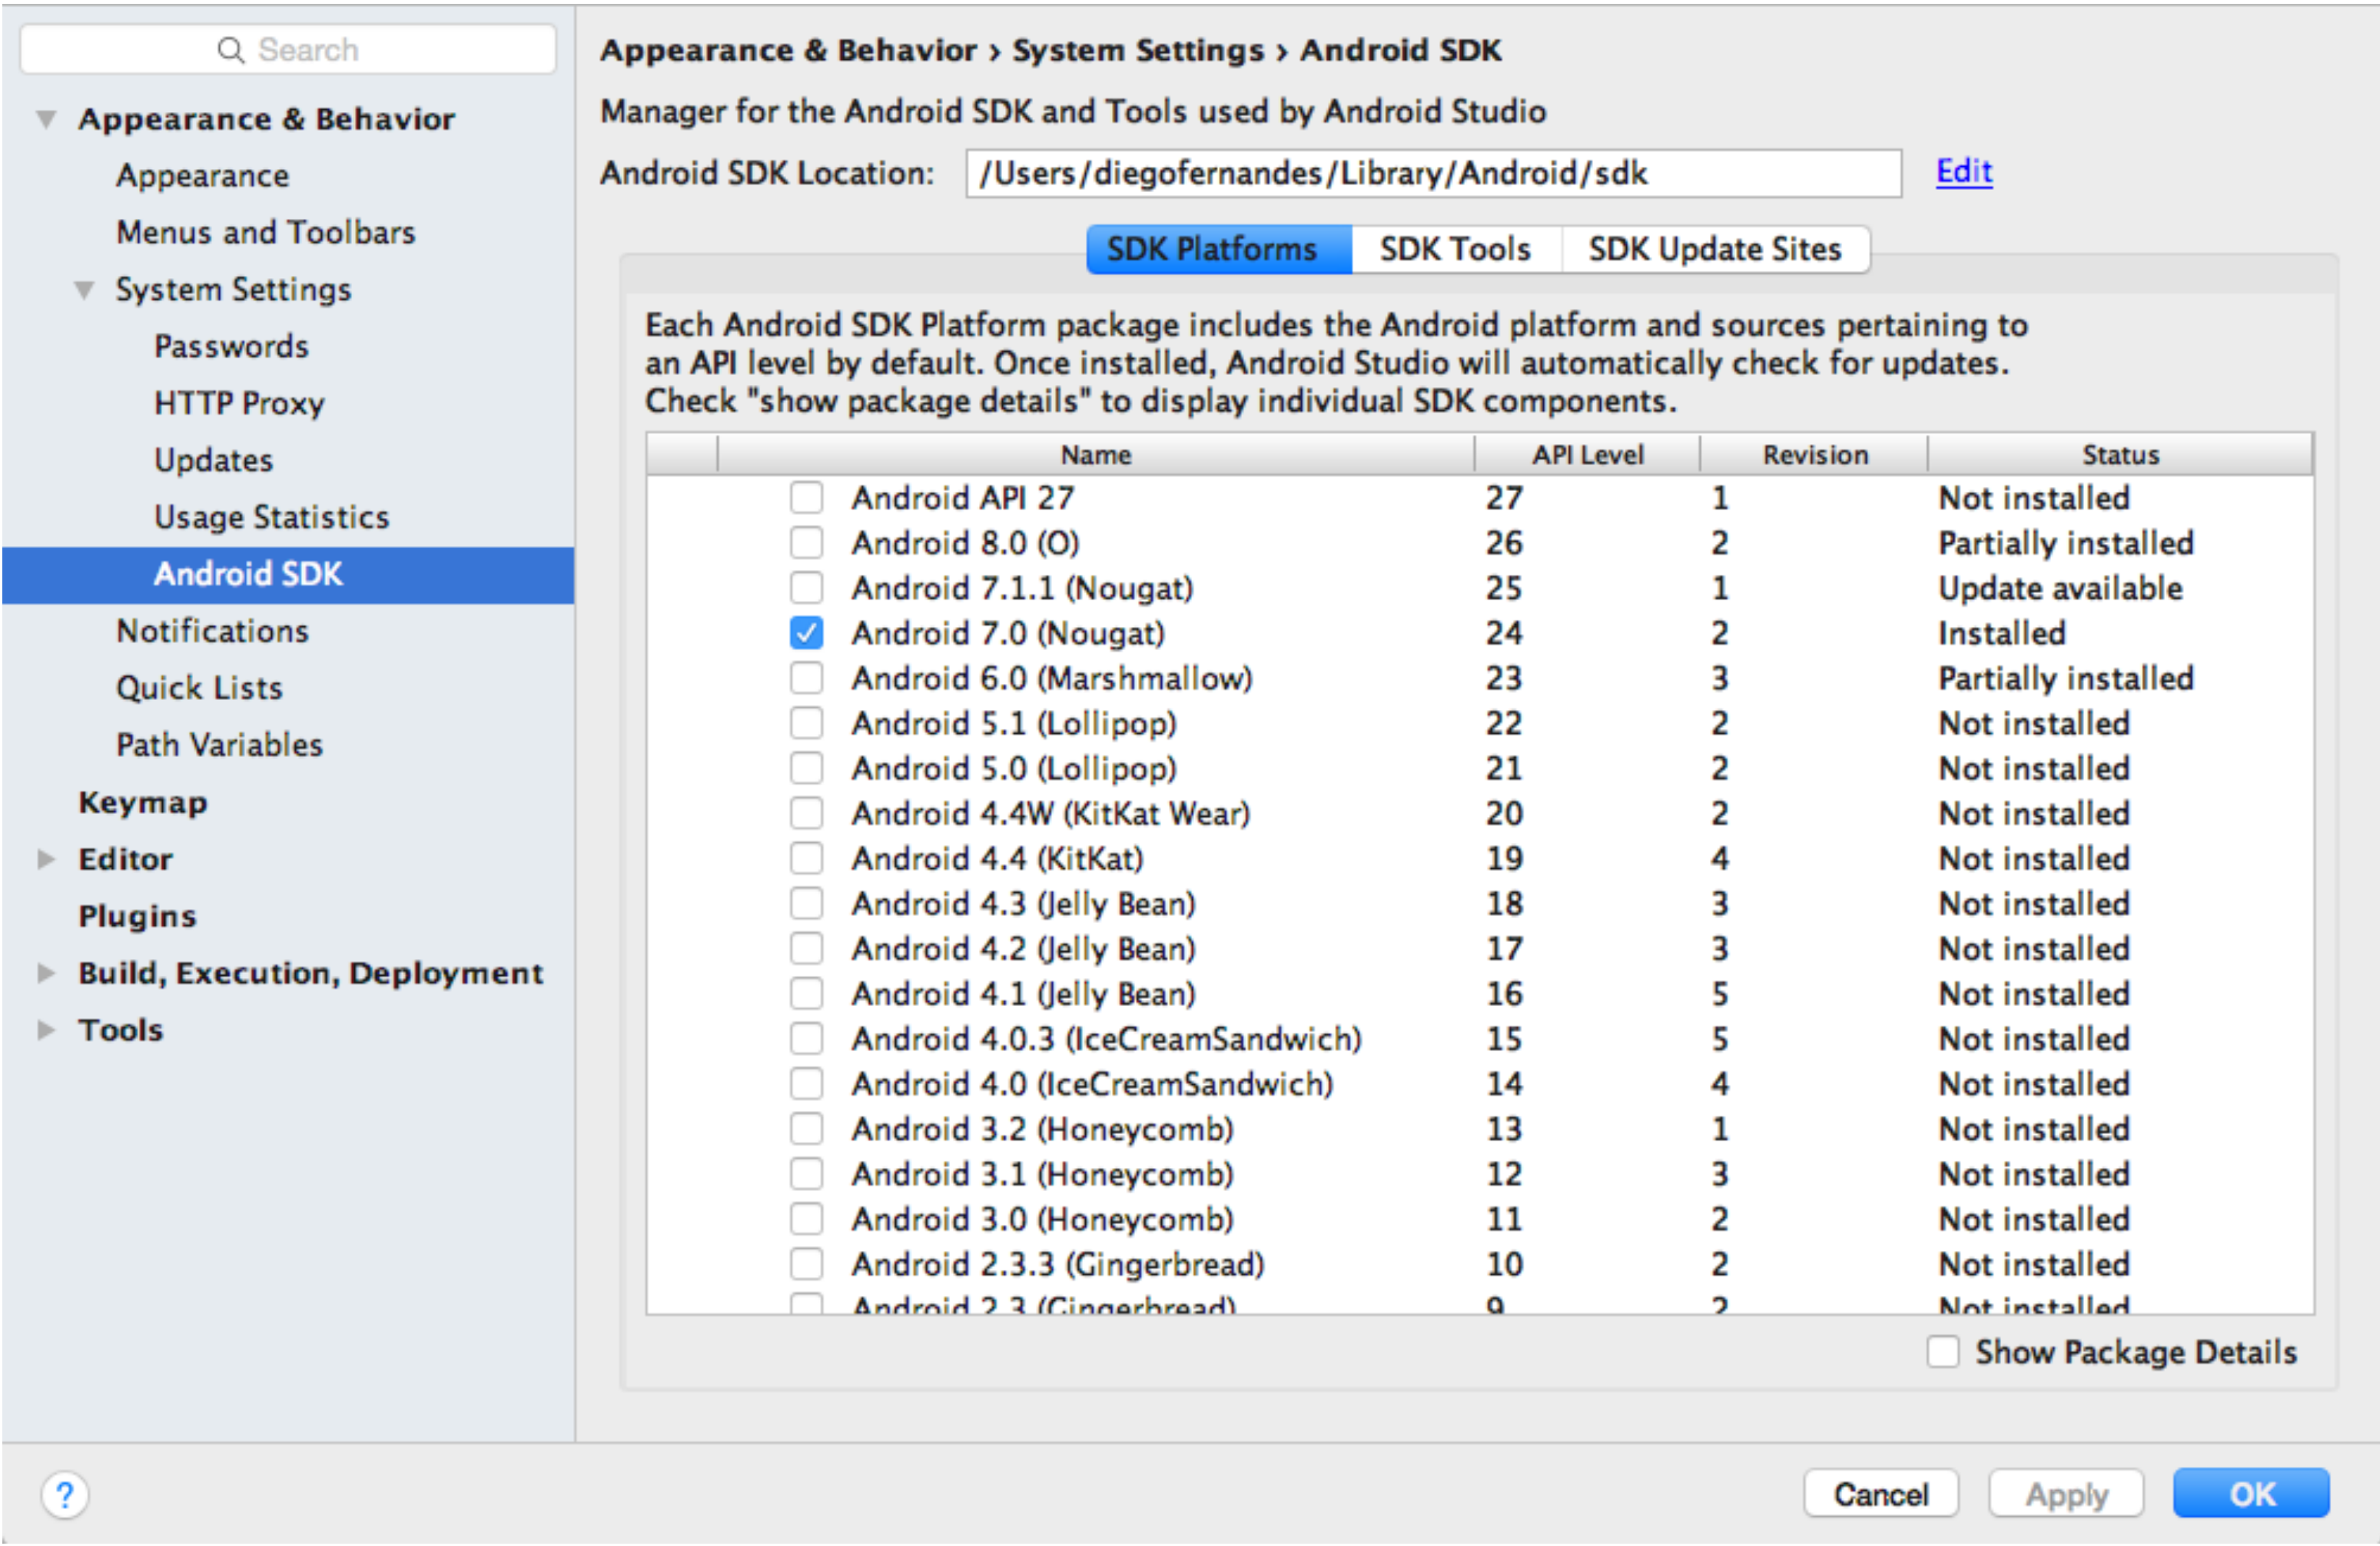 Search
Appearance & Behavior
Appearance
Menus and Toolbars
System Settings
Passwords
HTTP Proxy
Updates
Usage Statistics
Android SDK
Notifications
Quick Lists
Path Variables
Keymap
Editor
Plugins
Build, Execution, Deployment
Tools
Appearance & Behavior › System Settings › Android SDK
Manager for the Android SDK and Tools used by Android Studio
Android SDK Location: /Users/diegofernandes/Library/Android/sdk Edit
SDK Platforms SDK Tools SDK Update Sites
Each Android SDK Platform package includes the Android platform and sources pertaining to
an API level by default. Once installed, Android Studio will automatically check for updates.
Check "show package details" to display individual SDK components.
Name API Level Revision Status
Android API 27 27 1 Not installed
Android 8.0 (O) 26 2 Partially installed
Android 7.1.1 (Nougat) 25 1 Update available
Android 7.0 (Nougat) 24 2 Installed
Android 6.0 (Marshmallow) 23 3 Partially installed
Android 5.1 (Lollipop) 22 2 Not installed
Android 5.0 (Lollipop) 21 2 Not installed
Android 4.4W (KitKat Wear) 20 2 Not installed
Android 4.4 (KitKat) 19 4 Not installed
Android 4.3 (Jelly Bean) 18 3 Not installed
Android 4.2 (Jelly Bean) 17 3 Not installed
Android 4.1 (Jelly Bean) 16 5 Not installed
Android 4.0.3 (IceCreamSandwich) 15 5 Not installed
Android 4.0 (IceCreamSandwich) 14 4 Not installed
Android 3.2 (Honeycomb) 13 1 Not installed
Android 3.1 (Honeycomb) 12 3 Not installed
Android 3.0 (Honeycomb) 11 2 Not installed
Android 2.3.3 (Gingerbread) 10 2 Not installed
Android 2.3 (Gingerbread) 9 2 Not installed
Show Package Details
? Cancel Apply OK